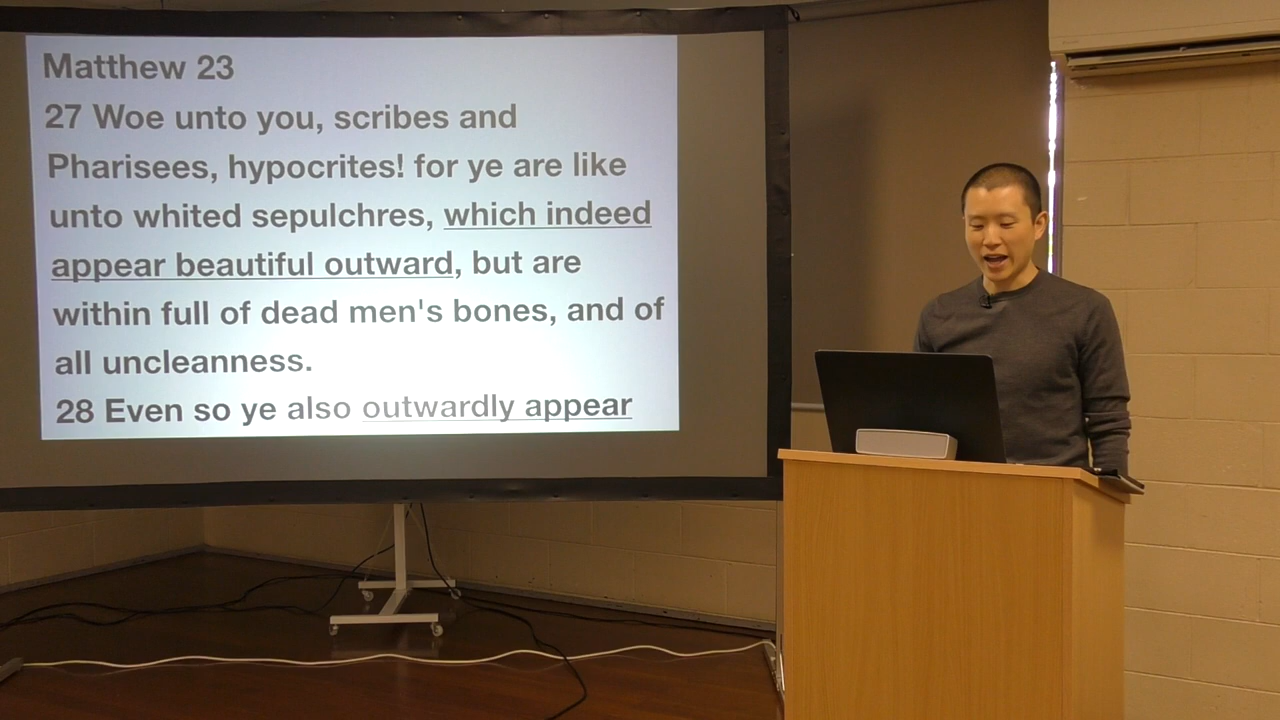 Matthew 23
27 Woe unto you, scribes and
Pharisees, hypocrites! for ye are like
unto whited sepulchres, which indeed
appear beautiful outward, but are
within full of dead men's bones, and of
all uncleanness.
28 Even so ye also outwardly appear